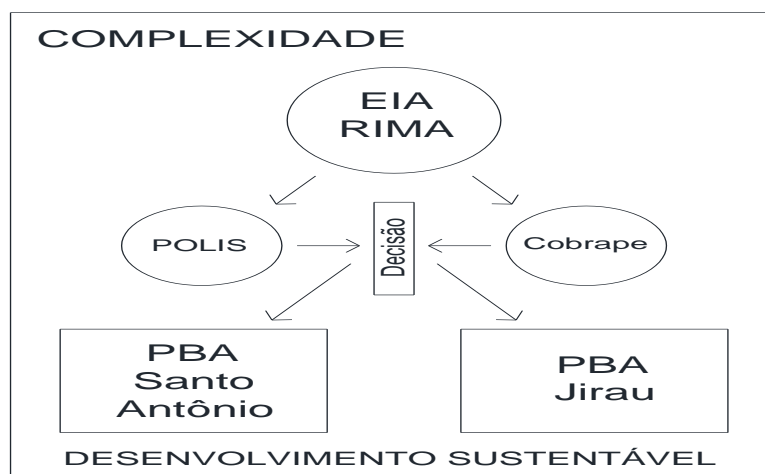 COMPLEXIDADE
EIA
RIMA
POLIS
Decisão
Cobrape
PBA
Santo
Antônio
PBA
Jirau
DESENVOLVIMENTO SUSTENTÁVEL